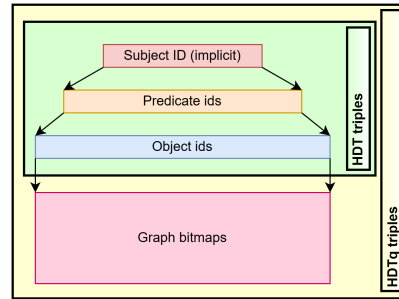 Subject ID (implicit)
Predicate ids
Object ids
HDT triples
Graph bitmaps
HDTq triples